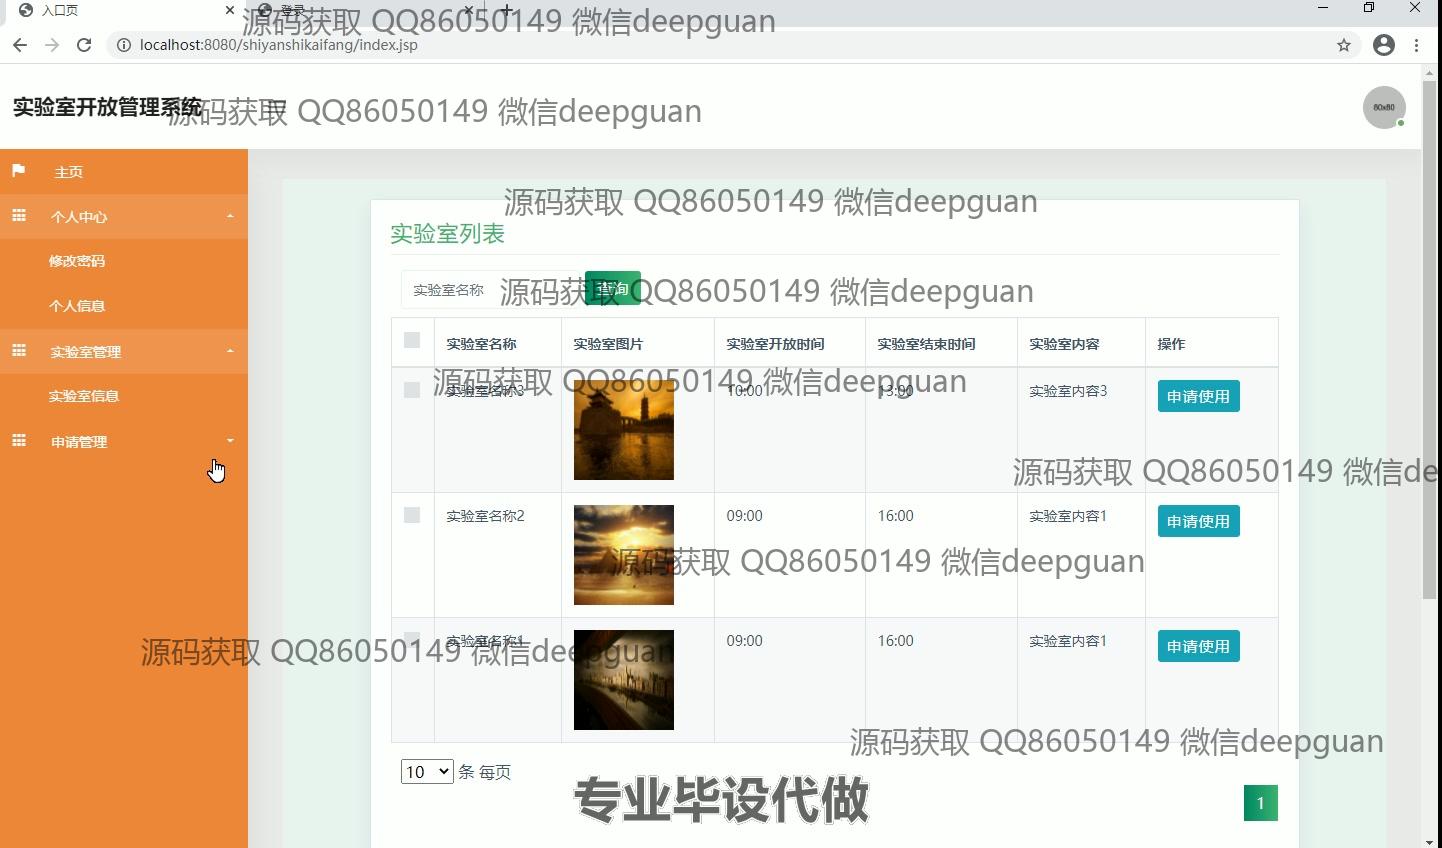 入口页
登录
源码获取 QQ86050149 微信deepguan
localhost:8080/shiyanshikaifang/index.jsp
实验室开放管理系统
源码获取 QQ86050149 微信deepguan
60x60
主页
个人中心
修改密码
个人信息
实验室管理
实验室信息
申请管理
源码获取 QQ86050149 微信deepguan
实验室列表
实验室名称 查询
源码获取 QQ86050149 微信deepguan
实验室名称 实验室图片 实验室开放时间 实验室结束时间 实验室内容 操作
源码获取 QQ86050149 微信deepguan
实验室名称3 10:00 13:00 实验室内容3 申请使用
源码获取 QQ86050149 微信de
实验室名称2 09:00 16:00 实验室内容1 申请使用
源码获取 QQ86050149 微信deepguan
实验室名称1 09:00 16:00 实验室内容1 申请使用
源码获取 QQ86050149 微信deepguan
源码获取 QQ86050149 微信deepguan
10 条 每页
专业毕设代做
1